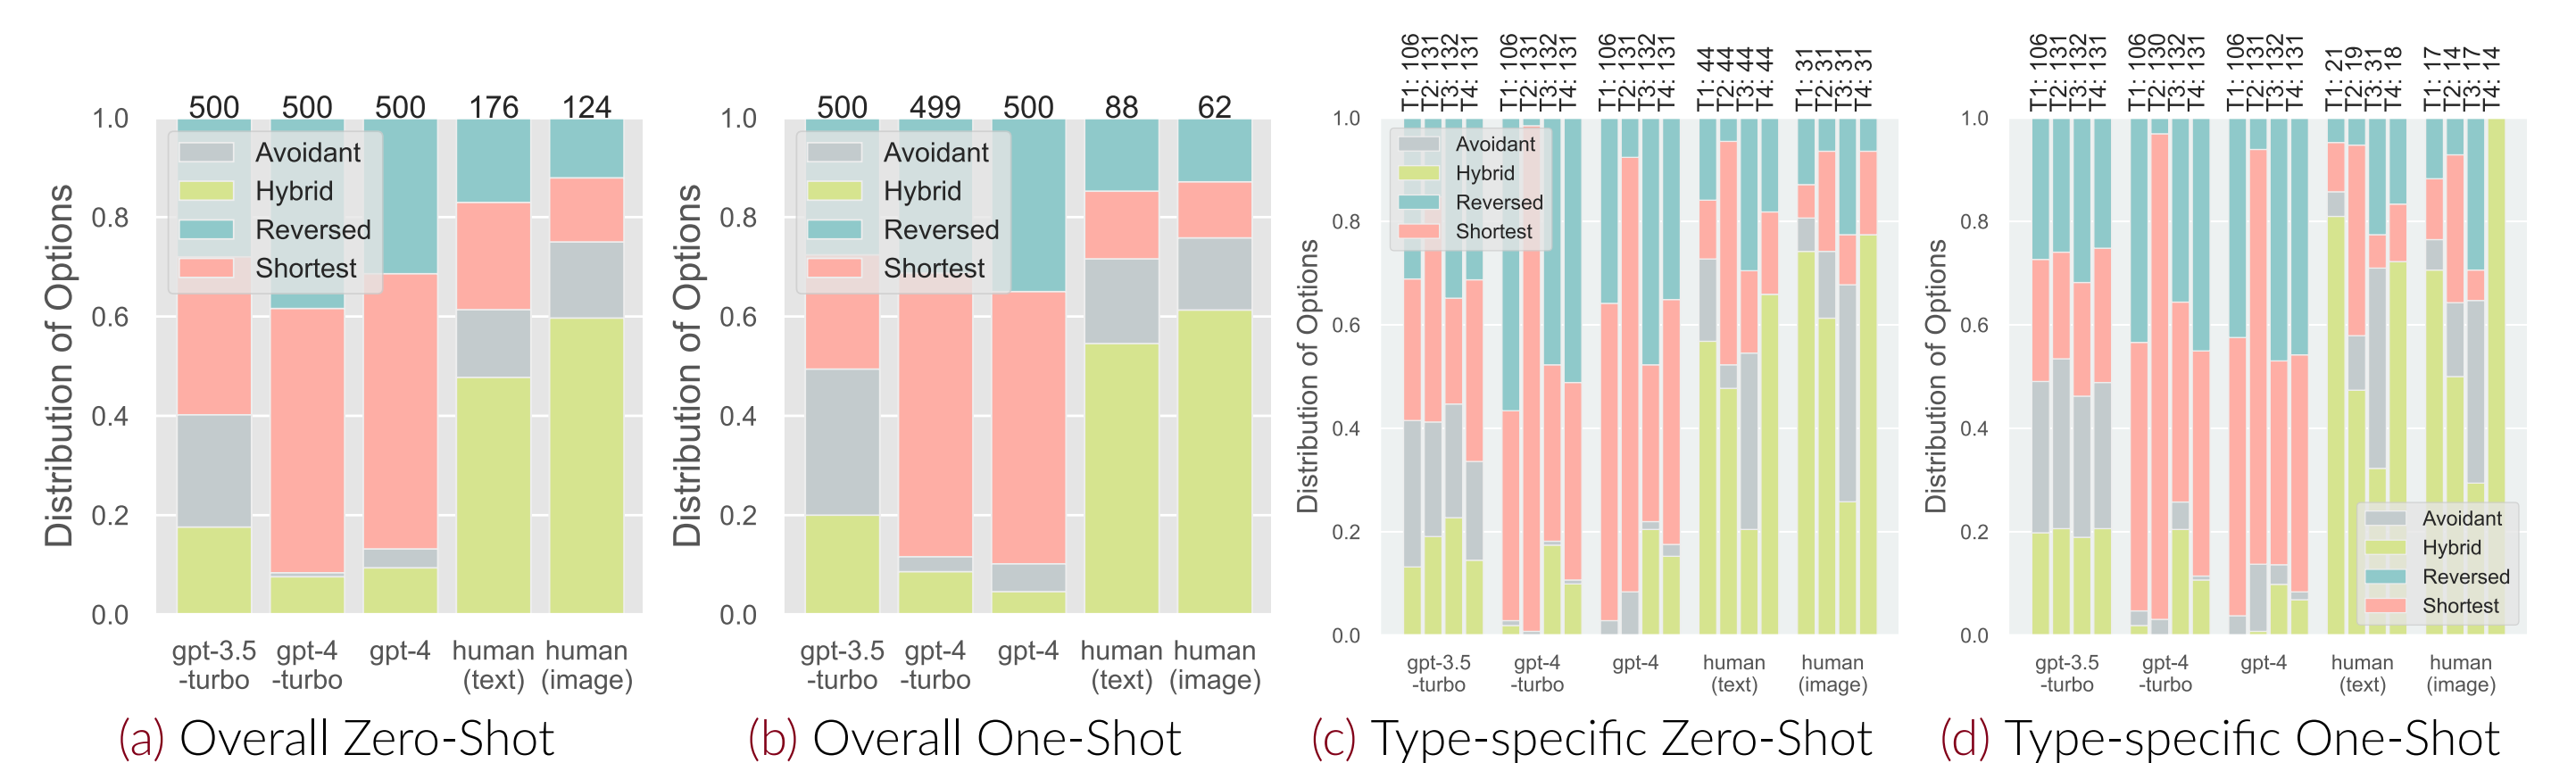 500 500 500 176 124
1.0
0.8
0.6
0.4
0.2
0.0
Distribution of Options
Avoidant
Hybrid
Reversed
Shortest
gpt-3.5 gpt-4 gpt-4 human human
-turbo -turbo (text) (image)
(a) Overall Zero-Shot
500 499 500 88 62
1.0
0.8
0.6
0.4
0.2
0.0
Distribution of Options
Avoidant
Hybrid
Reversed
Shortest
gpt-3.5 gpt-4 gpt-4 human human
-turbo -turbo (text) (image)
(b) Overall One-Shot
T1: 106
T2: 131
T3: 132
T4: 131
T1: 106
T2: 131
T3: 132
T4: 131
T1: 106
T2: 131
T3: 132
T4: 131
T1: 44
T2: 44
T3: 44
T4: 44
T1: 31
T2: 31
T3: 31
T4: 31
1.0
0.8
0.6
0.4
0.2
0.0
Distribution of Options
Avoidant
Hybrid
Reversed
Shortest
gpt-3.5 gpt-4 gpt-4 human human
-turbo -turbo (text) (image)
(c) Type-specific Zero-Shot
T1: 106
T2: 131
T3: 132
T4: 131
T1: 106
T2: 130
T3: 132
T4: 131
T1: 106
T2: 131
T3: 132
T4: 131
T1: 21
T2: 19
T3: 31
T4: 18
T1: 17
T2: 14
T3: 17
T4: 14
1.0
0.8
0.6
0.4
0.2
0.0
Distribution of Options
Avoidant
Hybrid
Reversed
Shortest
gpt-3.5 gpt-4 gpt-4 human human
-turbo -turbo (text) (image)
(d) Type-specific One-Shot